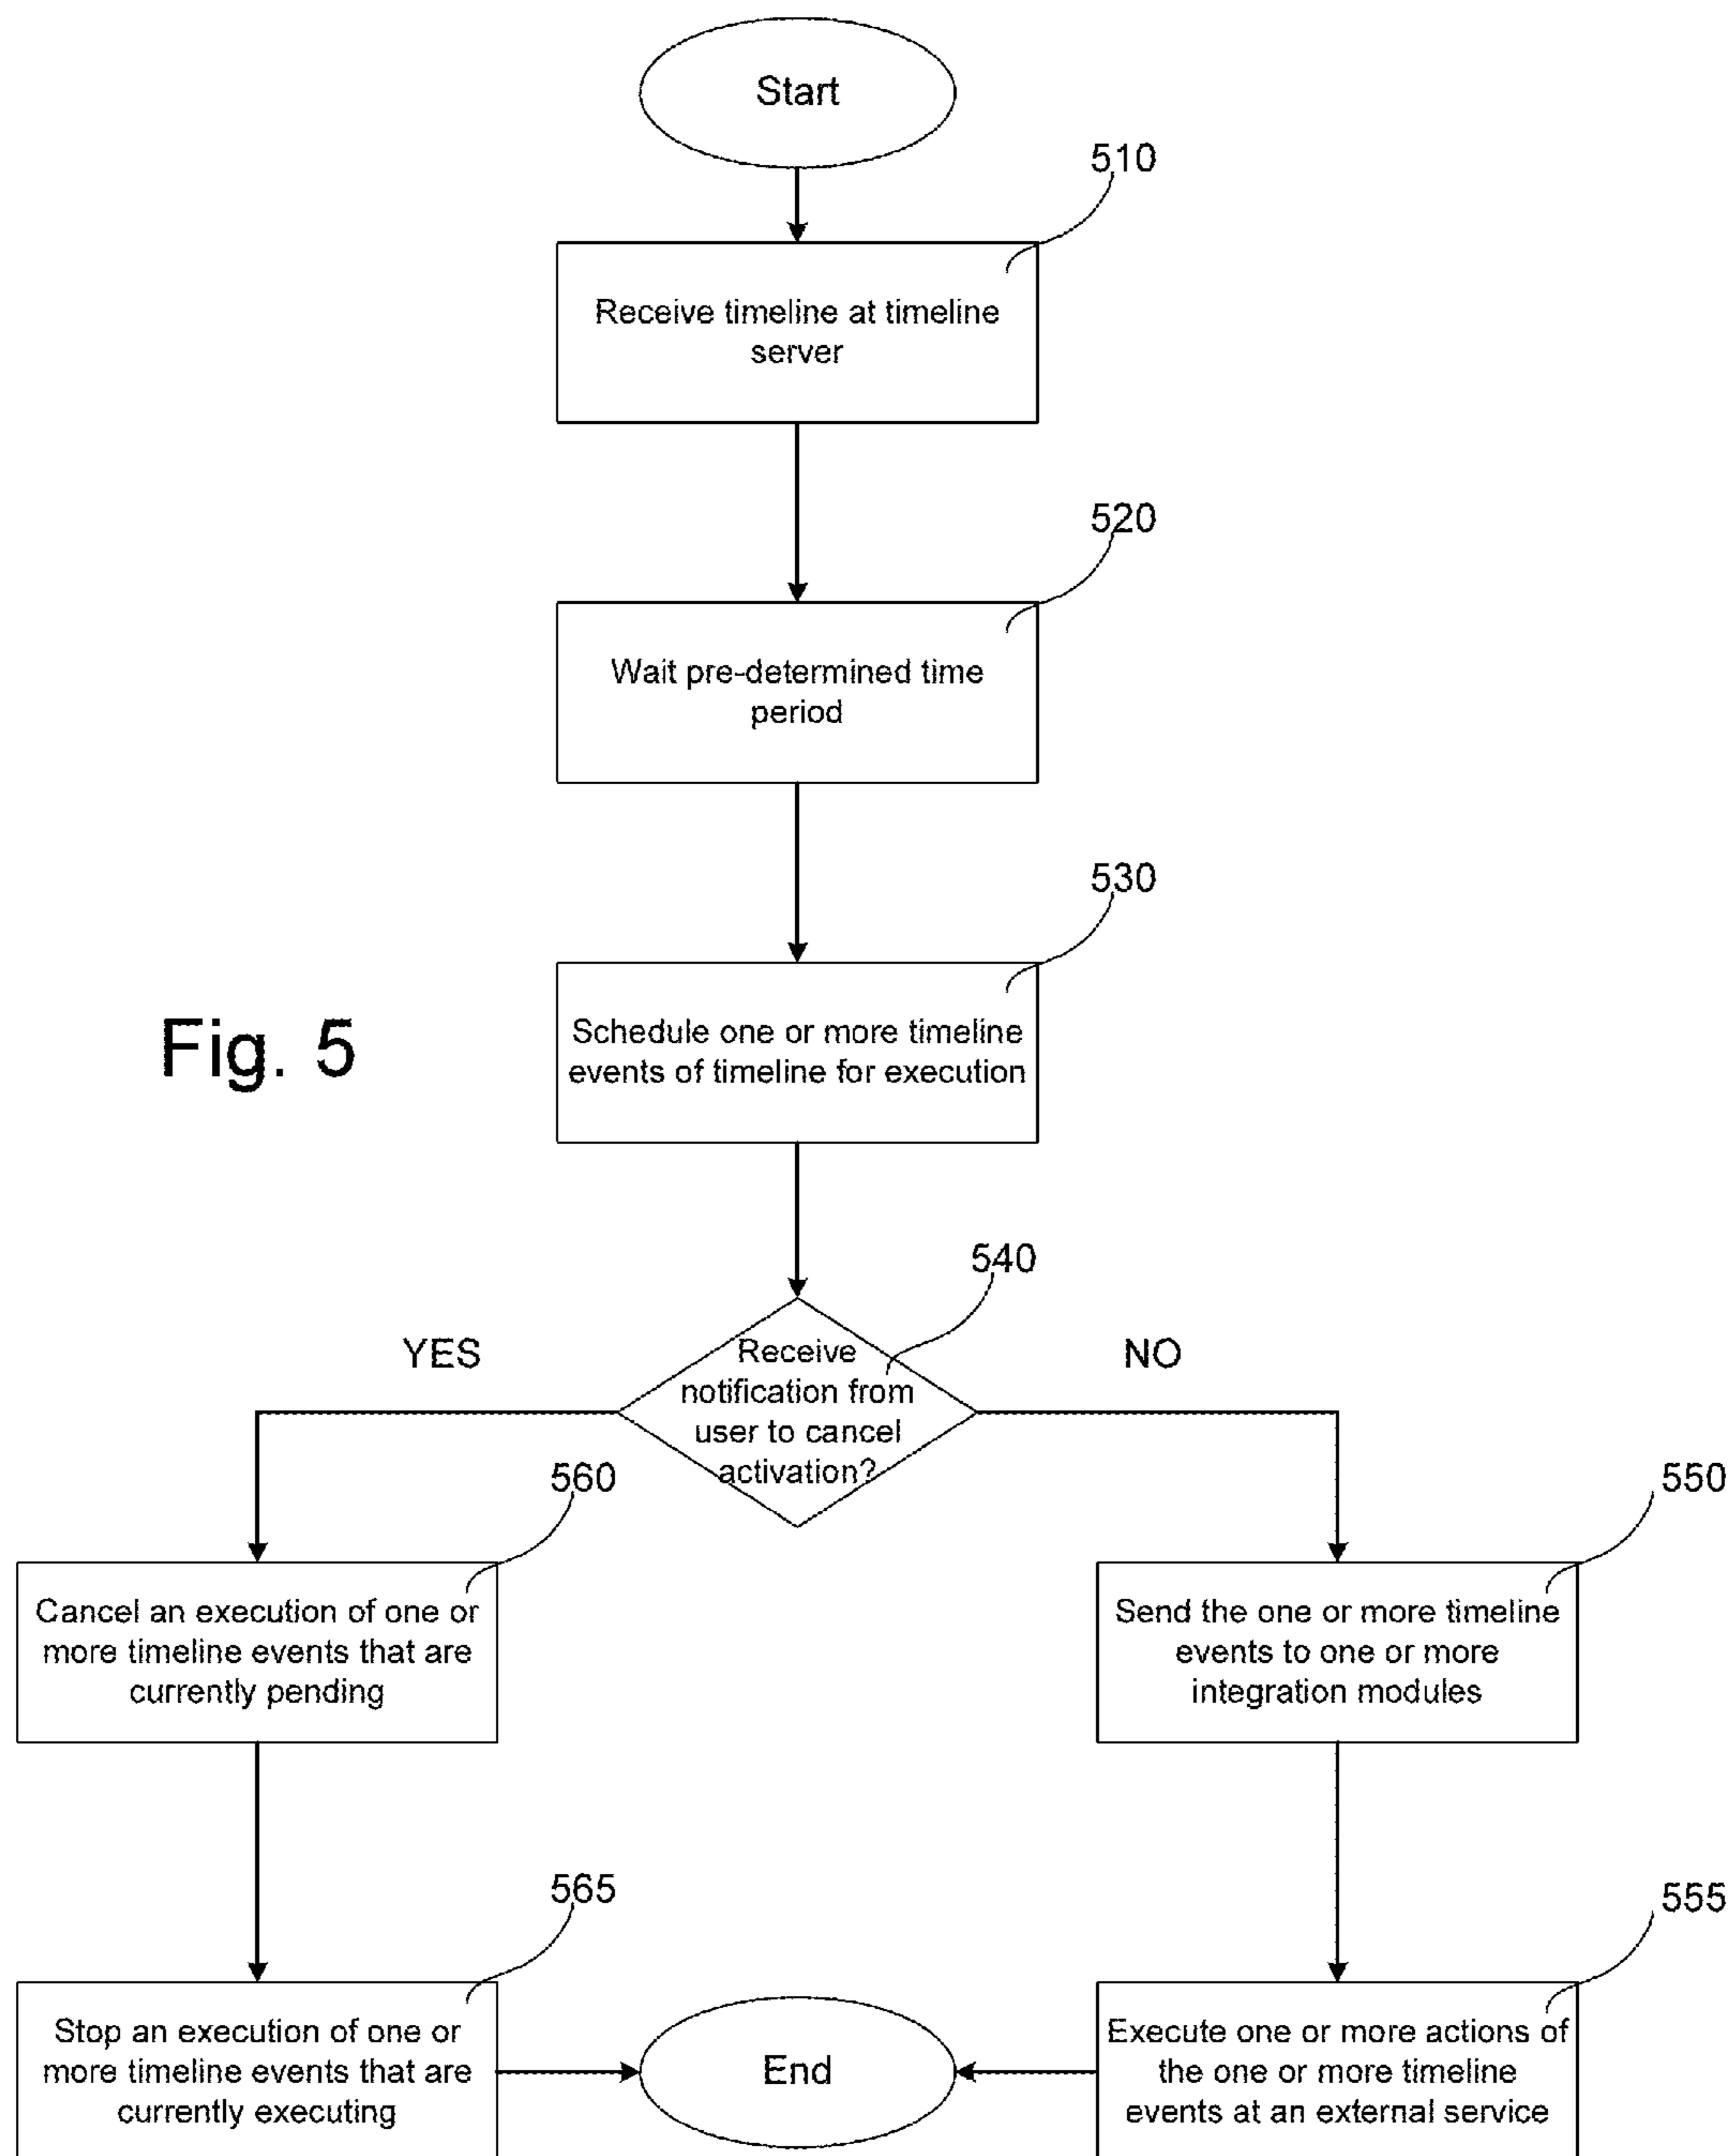 Start
510
Receive timeline at timeline
server
520
Wait pre-determined time
period
530
Schedule one or more timeline
events of timeline for execution
Fig. 5
540
YES
Receive
notification from
user to cancel
activation?
NO
560
Cancel an execution of one or
more timeline events that are
currently pending
550
Send the one or more timeline
events to one or more
integration modules
565
Stop an execution of one or
more timeline events that are
currently executing
End
555
Execute one or more actions of
the one or more timeline
events at an external service